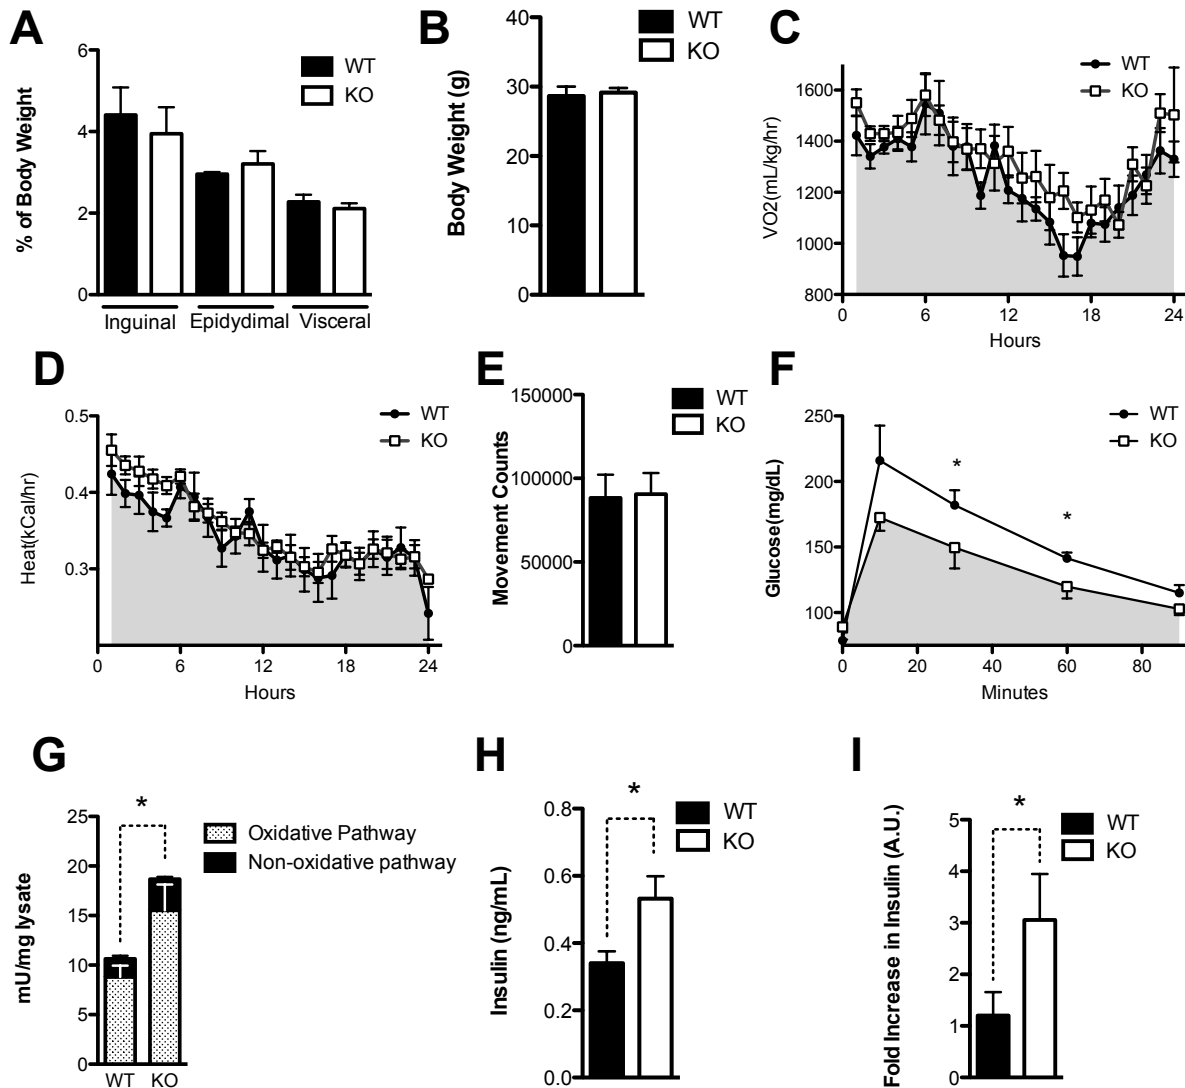 A
% of Body Weight
6
4
2
0
WT
KO
Inguinal Epidydimal Visceral
B
Body Weight (g)
40
30
20
10
0
WT
KO
C
VO2(mL/kg/hr)
1600
1400
1200
1000
800
WT
KO
0 6 12 18 24
Hours
D
Heat(kCal/hr)
0.5
0.4
0.3
WT
KO
0 6 12 18 24
Hours
E
Movement Counts
150000
100000
50000
0
WT
KO
F
Glucose(mg/dL)
250
200
150
100
WT
KO
*
*
0 20 40 60 80
Minutes
G
mU/mg lysate
25
20
15
10
5
0
*
Oxidative Pathway
Non-oxidative pathway
WT KO
H
Insulin (ng/mL)
0.8
0.6
0.4
0.2
0.0
*
WT
KO
I
Fold Increase in Insulin (A.U.)
5
4
3
2
1
0
*
WT
KO